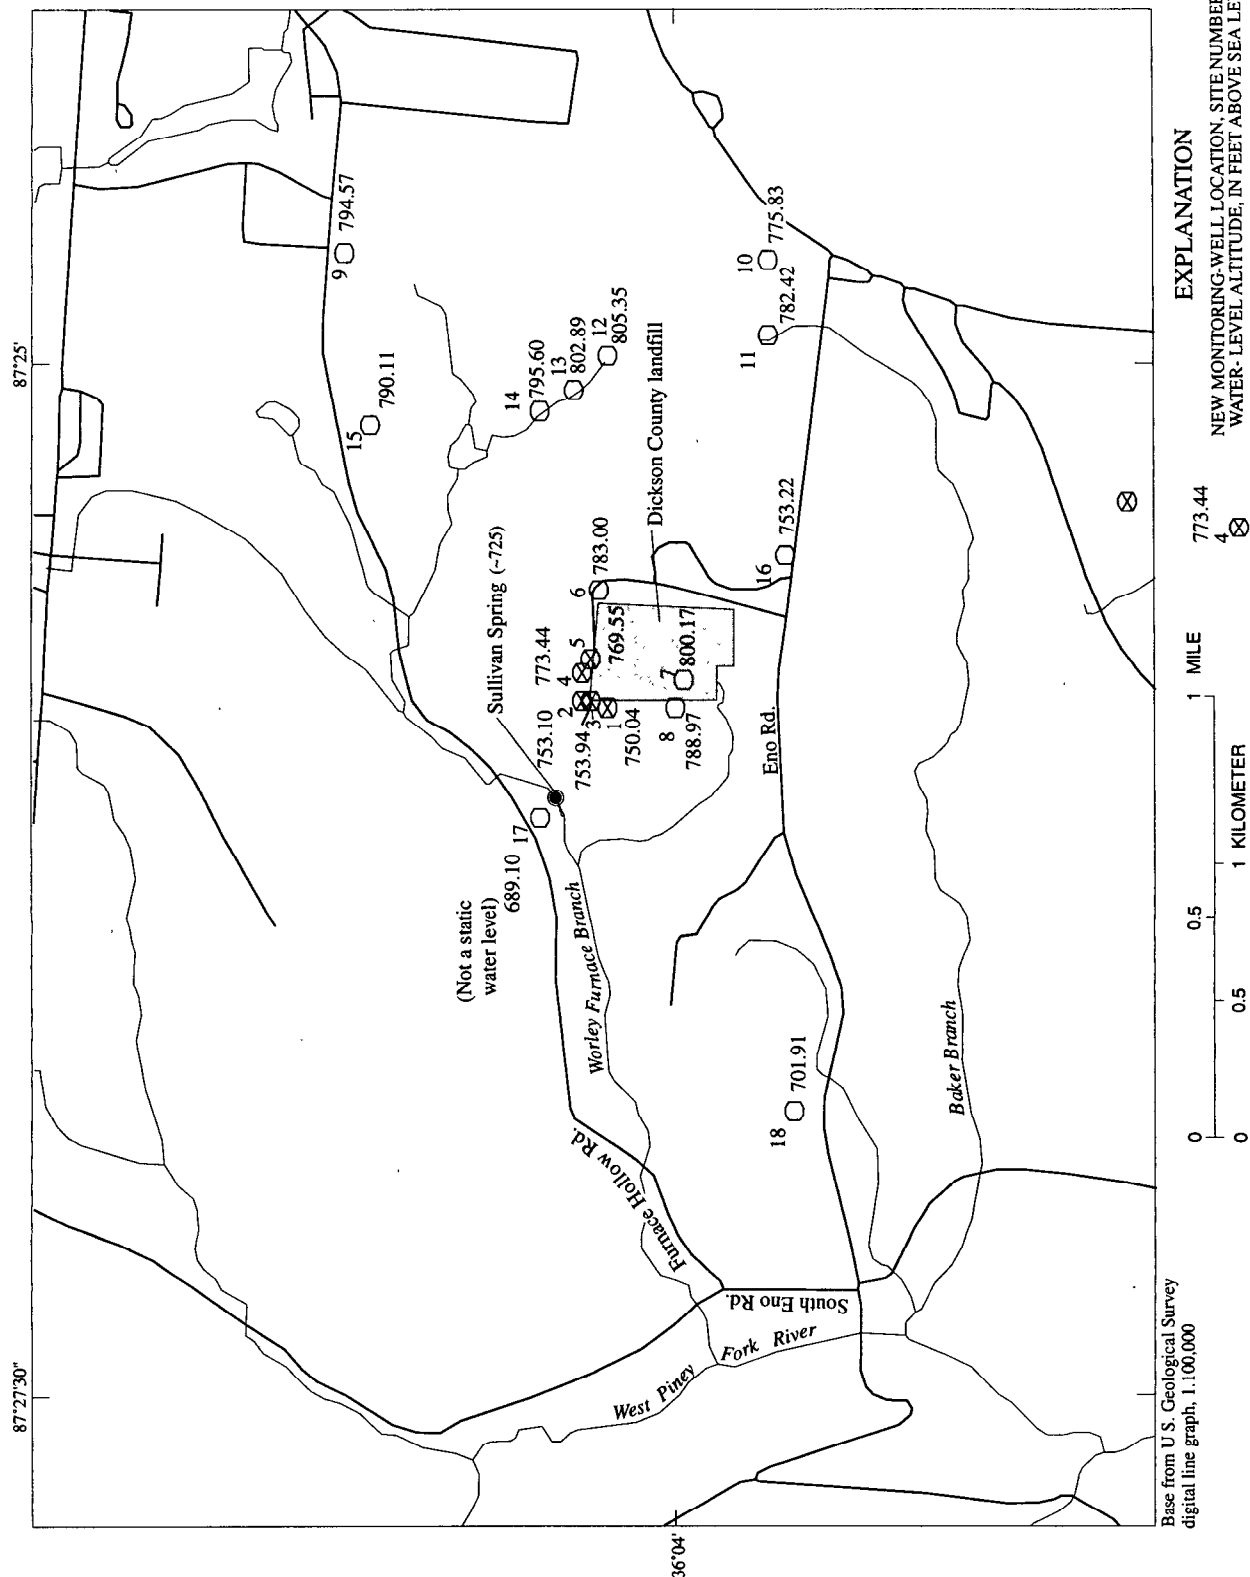 87°27'30"
87°25'
36°04'
9
794.57
15
790.11
14
795.60
13
802.89
12
805.35
10
775.83
11
782.42
16
753.22
Sullivan Spring (~725)
Dickson County landfill
6
783.00
5
769.55
4
773.44
2
753.10
3
753.94
1
750.04
7
800.17
8
788.97
17
689.10
(Not a static
water level)
18
701.91
Worley Furnace Branch
Furnace Hollow Rd.
South Eno Rd.
Eno Rd.
West Piney
Fork River
Baker Branch
Base from U S. Geological Survey
digital line graph, 1.100,000
0 0.5 1 MILE
0 0.5 1 KILOMETER
EXPLANATION
773.44
4
NEW MONITORING-WELL LOCATION, SITE NUMBER
WATER- LEVEL ALTITUDE, IN FEET ABOVE SEA LE